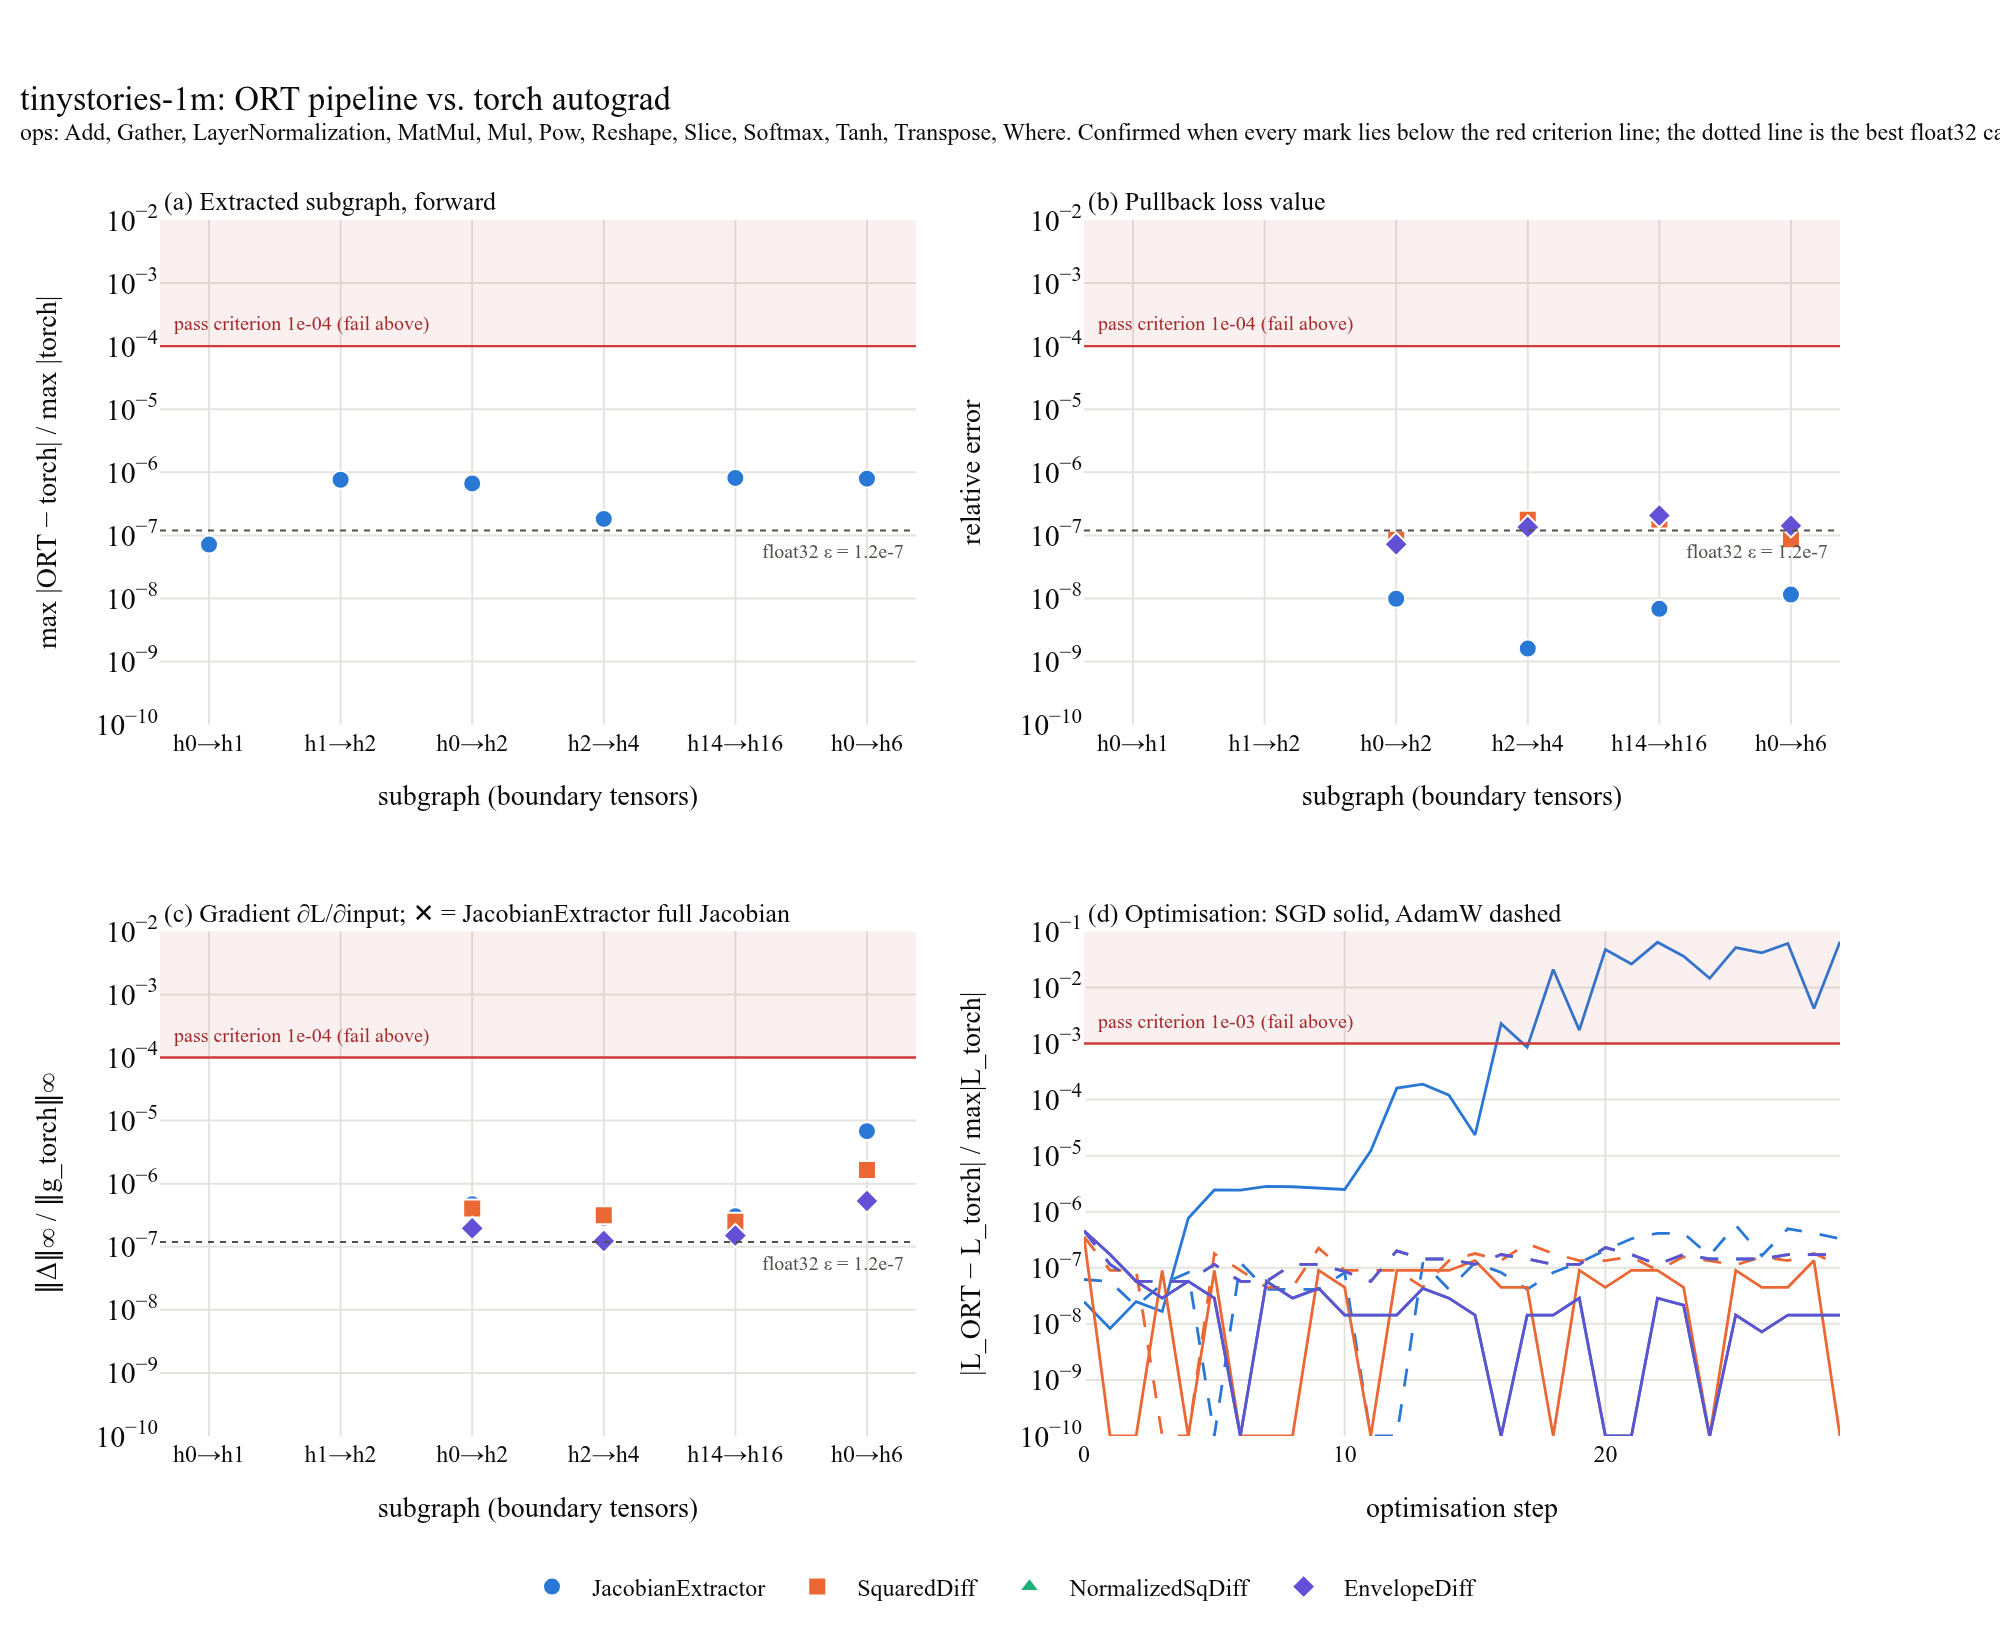 tinystories-1m: ORT pipeline vs. torch autograd
ops: Add, Gather, LayerNormalization, MatMul, Mul, Pow, Reshape, Slice, Softmax, Tanh, Transpose, Where. Confirmed when every mark lies below the red criterion line; the dotted line is the best float32 ca
(a) Extracted subgraph, forward
max |ORT − torch| / max |torch|
10⁻²
10⁻³
10⁻⁴
10⁻⁵
10⁻⁶
10⁻⁷
10⁻⁸
10⁻⁹
10⁻¹⁰
pass criterion 1e-04 (fail above)
float32 ε = 1.2e-7
h0→h1 h1→h2 h0→h2 h2→h4 h14→h16 h0→h6
subgraph (boundary tensors)
(b) Pullback loss value
relative error
10⁻²
10⁻³
10⁻⁴
10⁻⁵
10⁻⁶
10⁻⁷
10⁻⁸
10⁻⁹
10⁻¹⁰
pass criterion 1e-04 (fail above)
float32 ε = 1.2e-7
h0→h1 h1→h2 h0→h2 h2→h4 h14→h16 h0→h6
subgraph (boundary tensors)
(c) Gradient ∂L/∂input; ✕ = JacobianExtractor full Jacobian
‖Δ‖∞ / ‖g_torch‖∞
10⁻²
10⁻³
10⁻⁴
10⁻⁵
10⁻⁶
10⁻⁷
10⁻⁸
10⁻⁹
10⁻¹⁰
pass criterion 1e-04 (fail above)
float32 ε = 1.2e-7
h0→h1 h1→h2 h0→h2 h2→h4 h14→h16 h0→h6
subgraph (boundary tensors)
(d) Optimisation: SGD solid, AdamW dashed
|L_ORT − L_torch| / max|L_torch|
10⁻¹
10⁻²
10⁻³
10⁻⁴
10⁻⁵
10⁻⁶
10⁻⁷
10⁻⁸
10⁻⁹
10⁻¹⁰
pass criterion 1e-03 (fail above)
0 10 20
optimisation step
JacobianExtractor SquaredDiff NormalizedSqDiff EnvelopeDiff